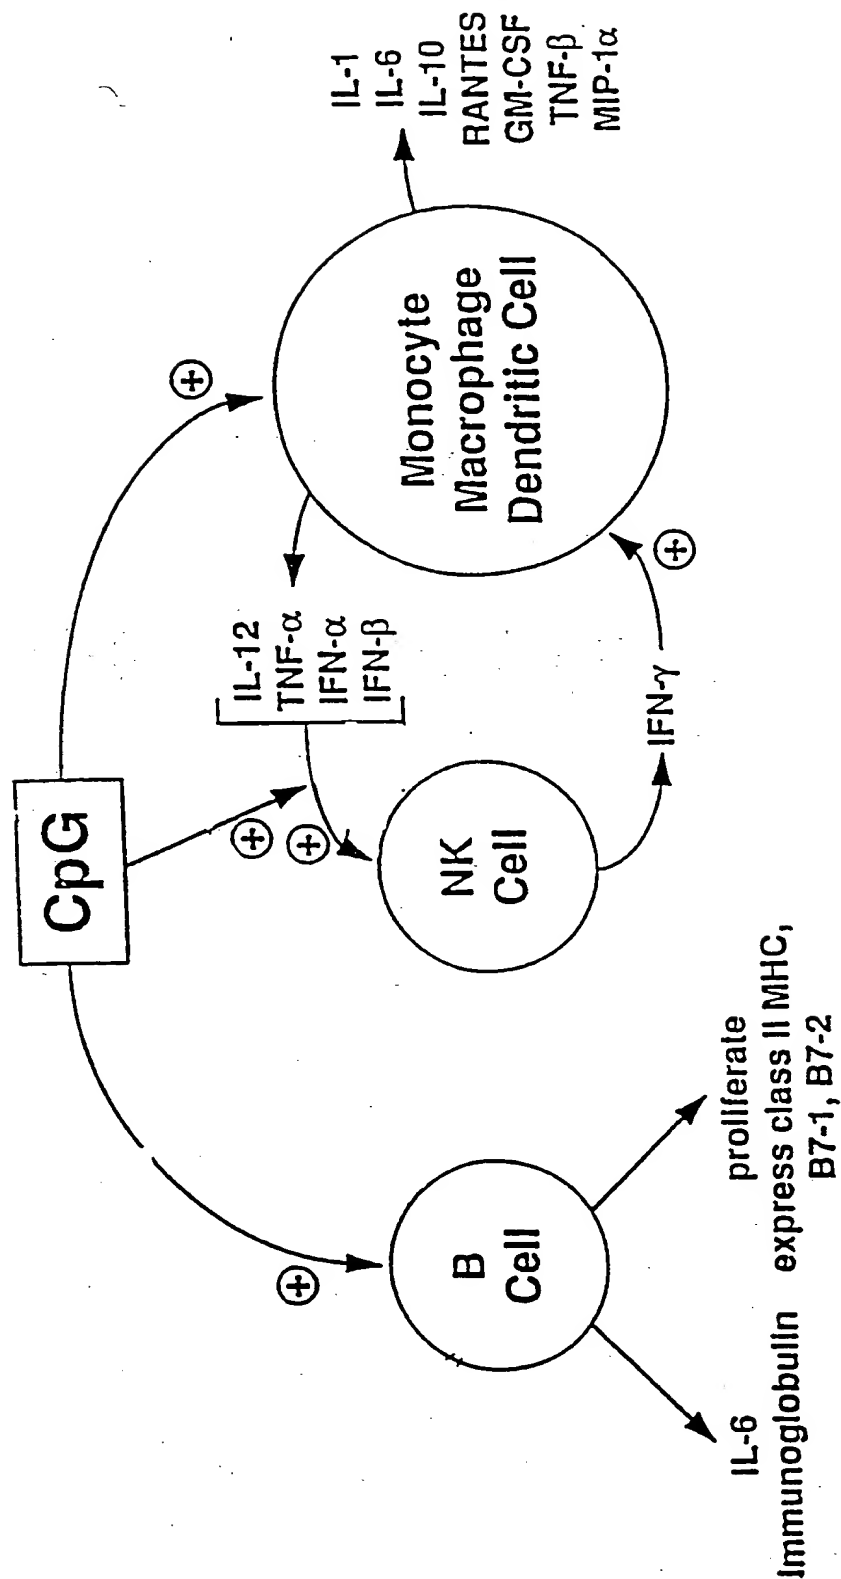 CpG
+
+
+
+
IL-12
TNF-α
IFN-α
IFN-β
IL-1
IL-6
IL-10
RANTES
GM-CSF
TNF-β
MIP-1α
B
Cell
NK
Cell
Monocyte
Macrophage
Dendritic Cell
IFN-γ
+
IL-6
Immunoglobulin
proliferate
express class II MHC,
B7-1, B7-2